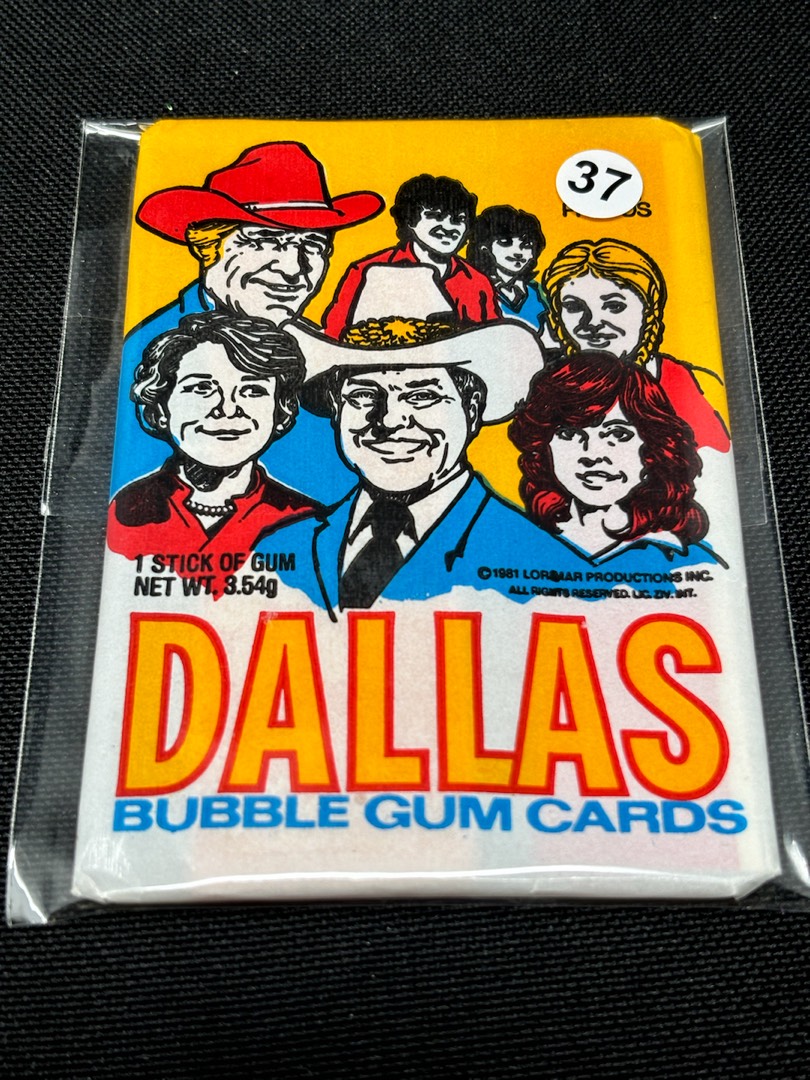 37
1 STICK OF GUM
NET WT. 3.54g
©1981 LORIMAR PRODUCTIONS INC.
ALL RIGHTS RESERVED. LIC. ZIV. INT.
DALLAS
BUBBLE GUM CARDS